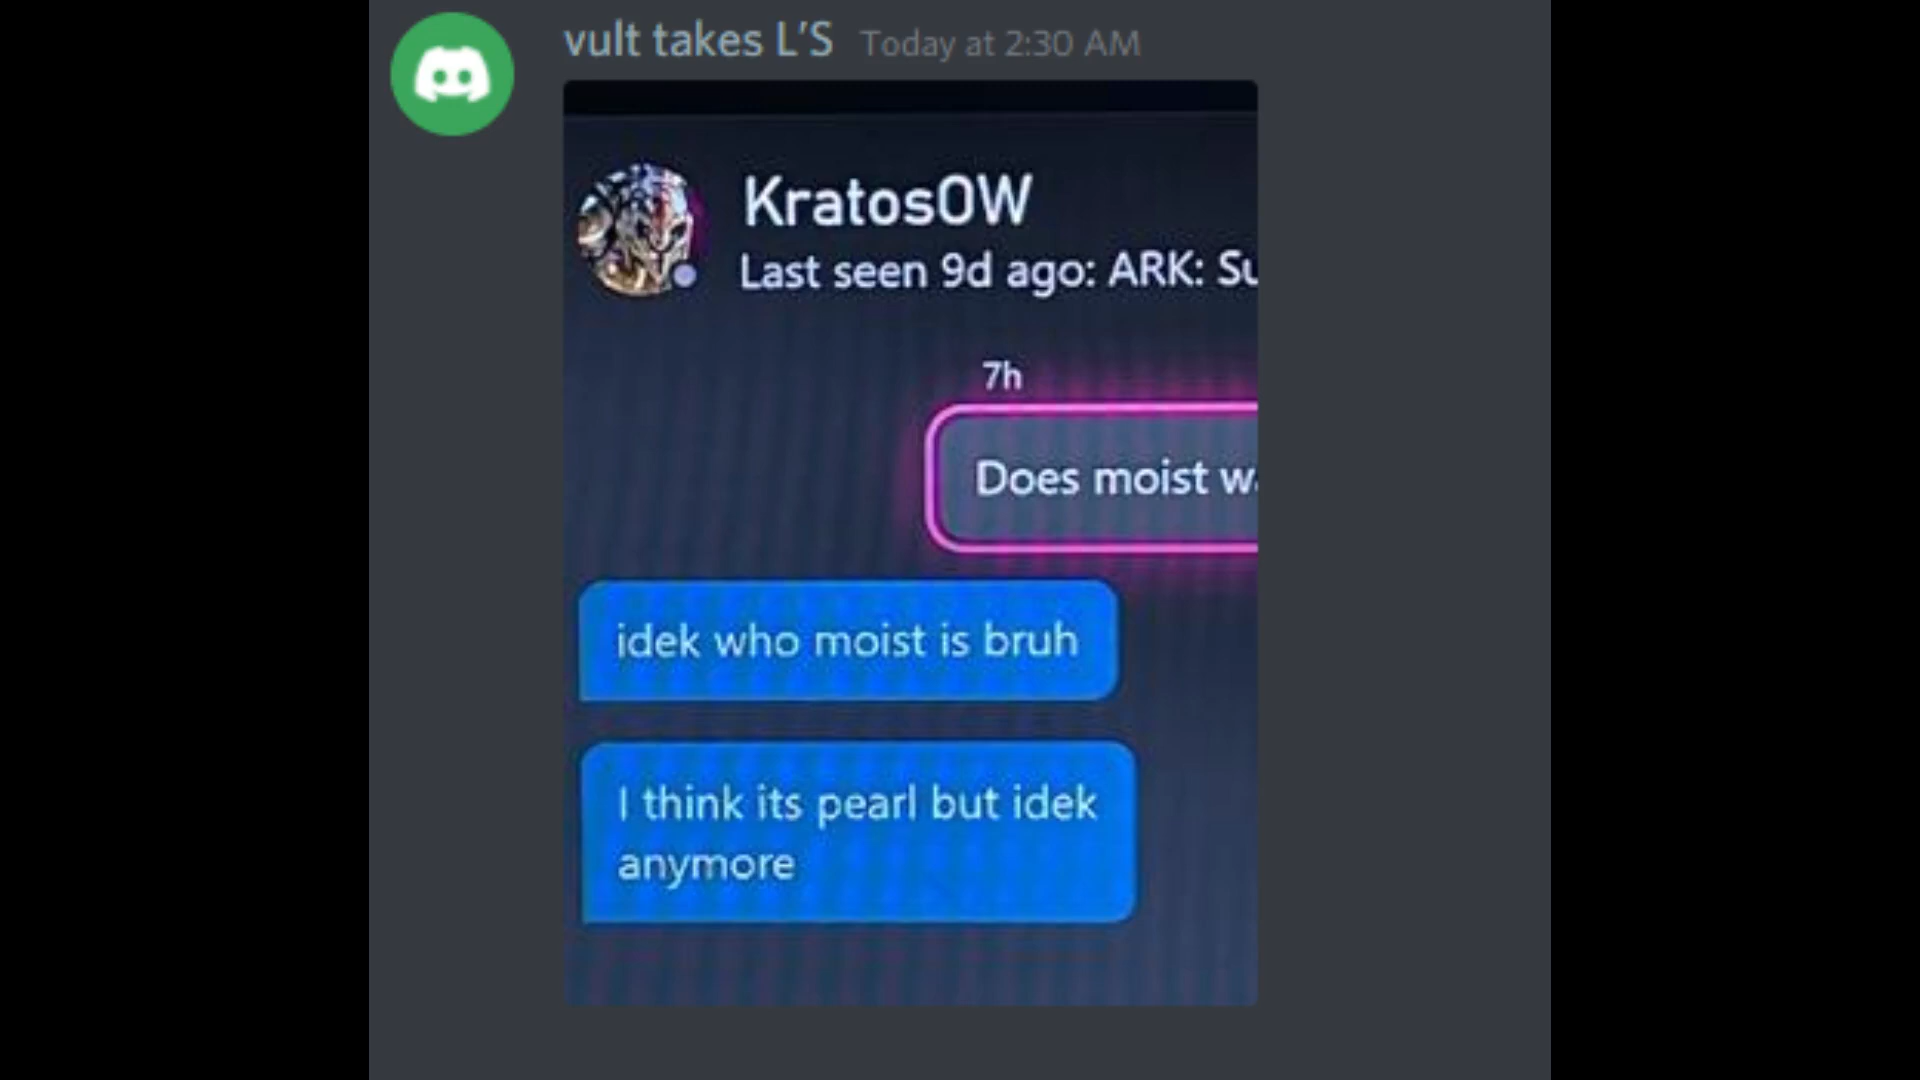 vult takes L'S Today at 2:30 AM
KratosOW
Last seen 9d ago: ARK:
7h
Does moist
idek who moist is bruh
I think its pearl but idek
anymore